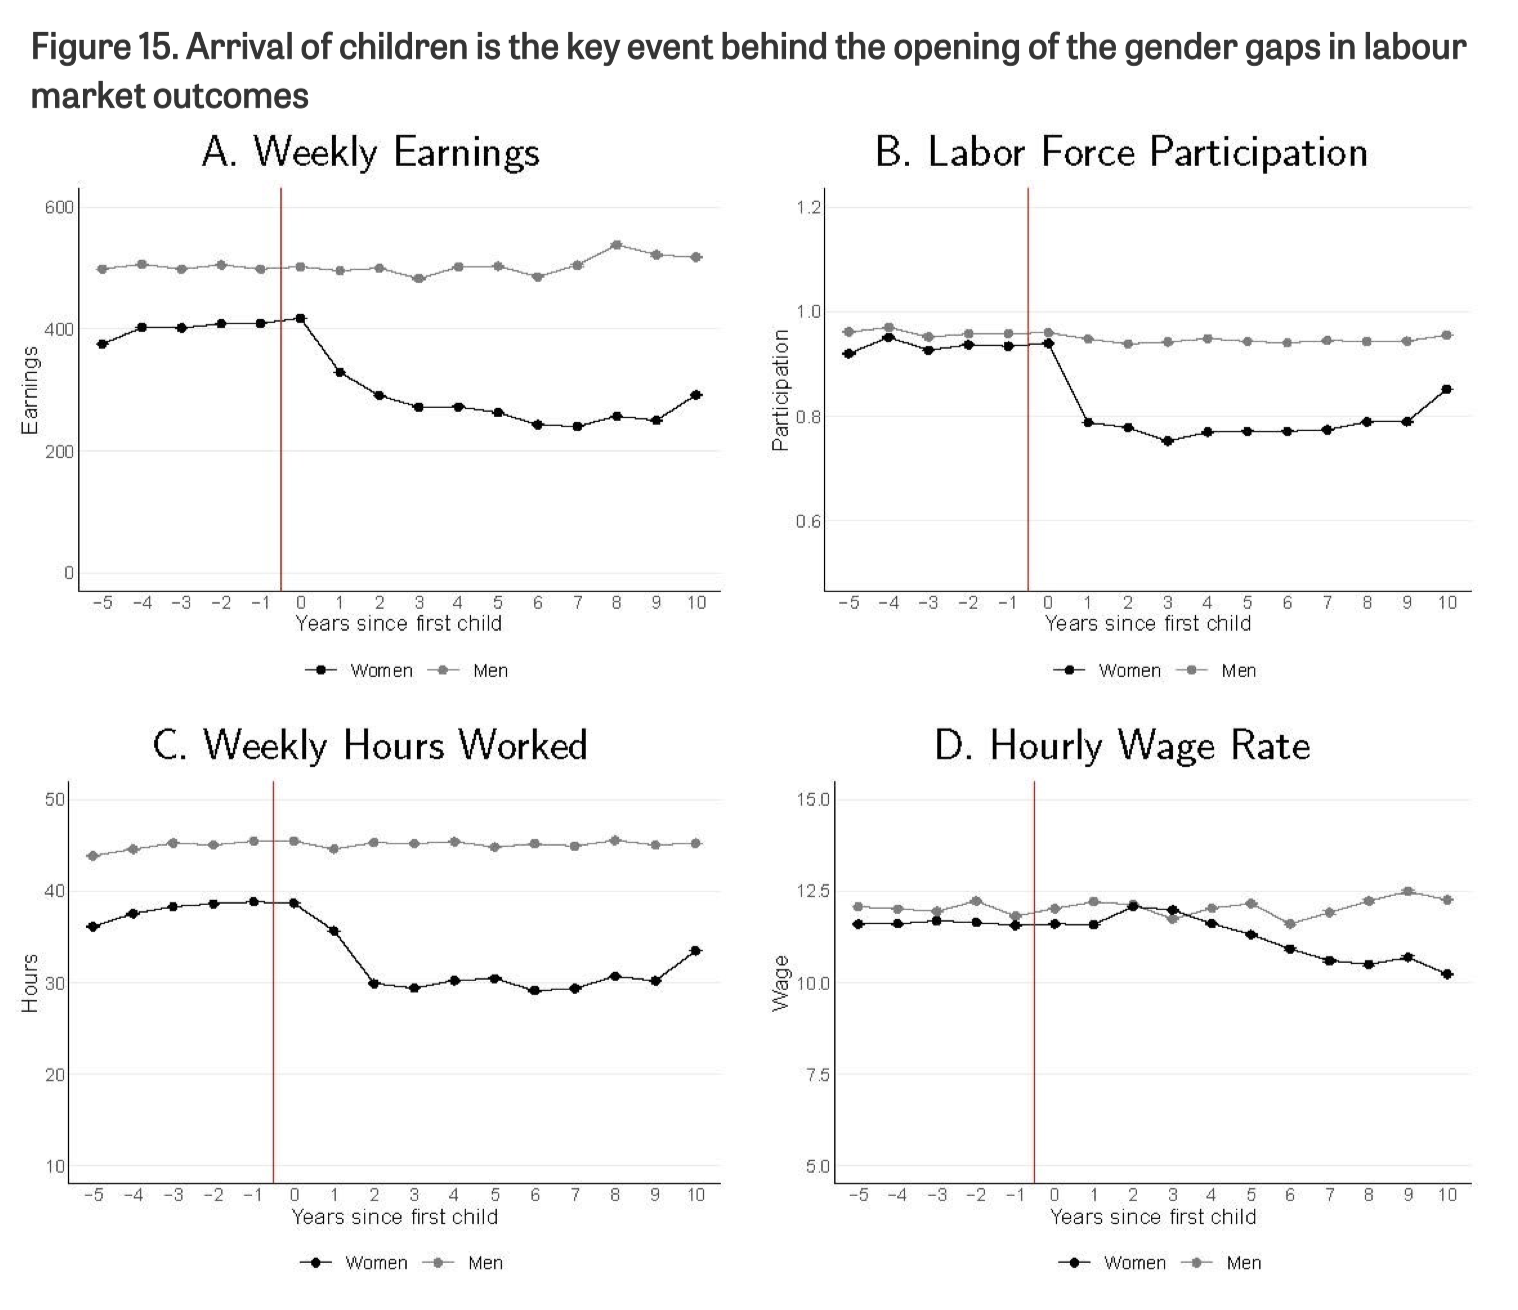 Figure 15. Arrival of children is the key event behind the opening of the gender gaps in labour
market outcomes
A. Weekly Earnings
600
400
200
0
Earnings
−5 −4 −3 −2 −1 0 1 2 3 4 5 6 7 8 9 10
Years since first child
Women Men
B. Labor Force Participation
1.2
1.0
0.8
0.6
Participation
−5 −4 −3 −2 −1 0 1 2 3 4 5 6 7 8 9 10
Years since first child
Women Men
C. Weekly Hours Worked
50
40
30
20
10
Hours
−5 −4 −3 −2 −1 0 1 2 3 4 5 6 7 8 9 10
Years since first child
Women Men
D. Hourly Wage Rate
15.0
12.5
10.0
7.5
5.0
Wage
−5 −4 −3 −2 −1 0 1 2 3 4 5 6 7 8 9 10
Years since first child
Women Men